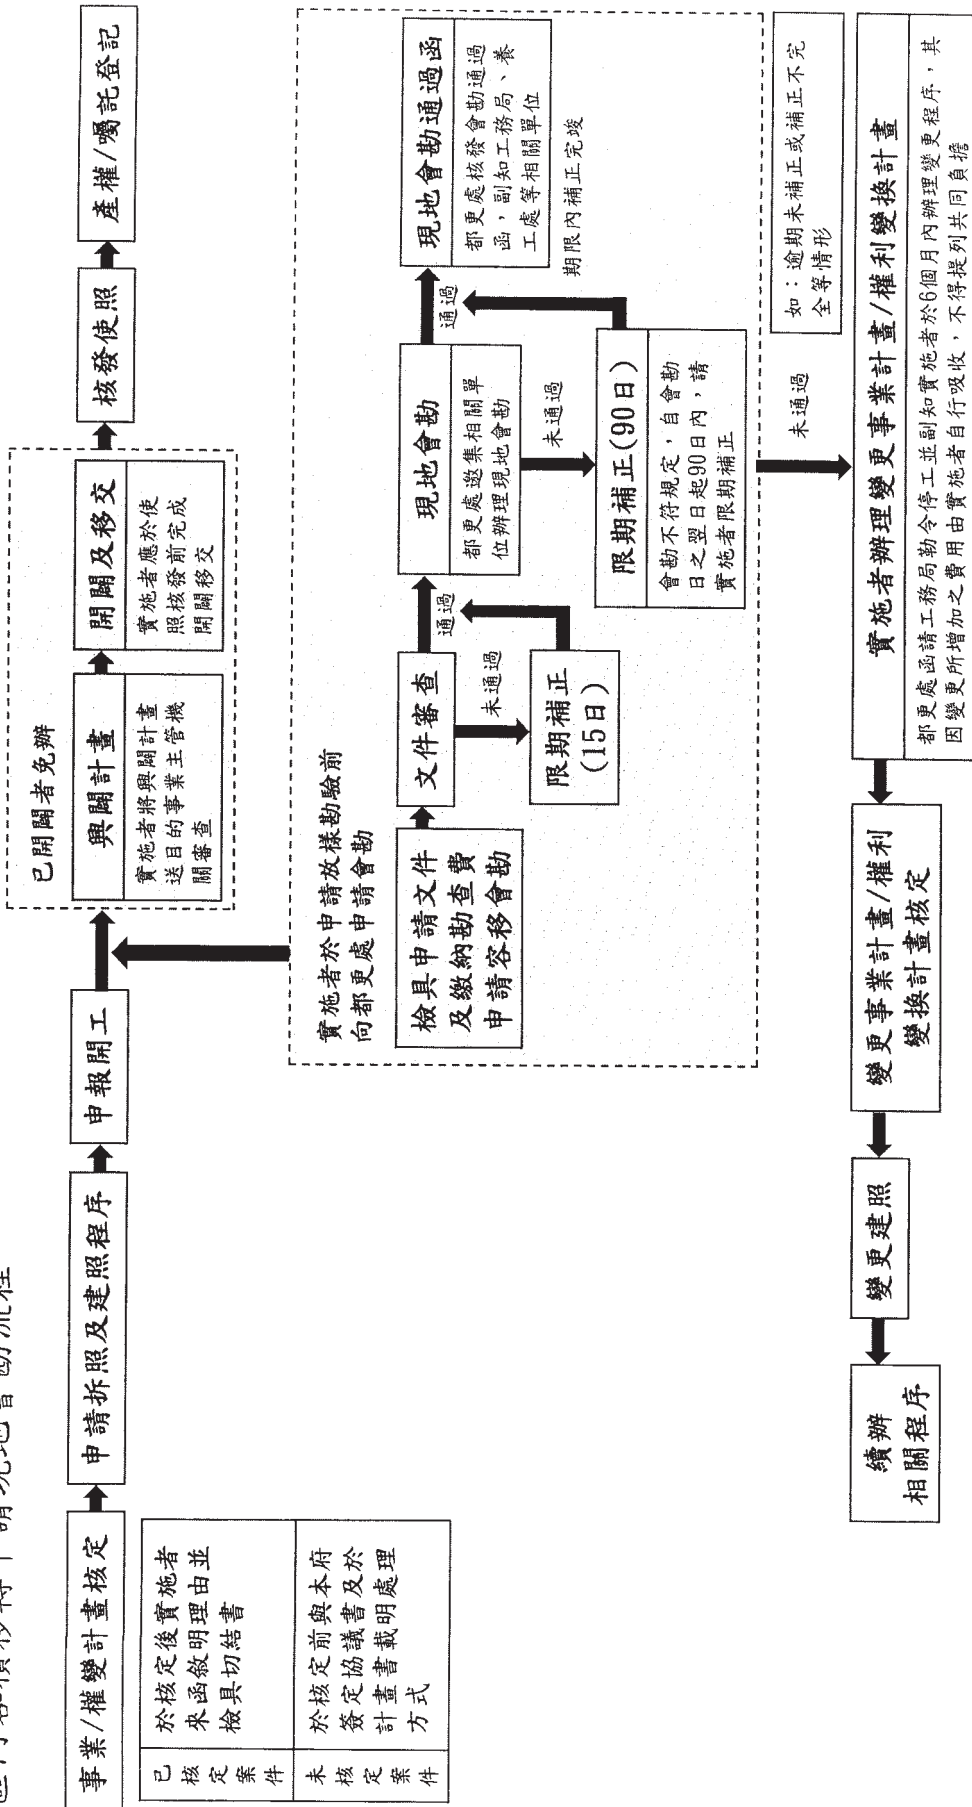 事業/權變計畫核定
已核定案件
於核定後實施者
來函敘明理由並
檢具切結書
未核定案件
於核定前與本府
簽定協議書及於
計畫書載明處理
方式
申請拆照及建照程序
申報開工
已開闢者免辦
興闢計畫
實施者將興闢計畫
送目的事業主管機
關審查
開闢及移交
實施者應於使
照核發前完成
開闢移交
核發使照
產權/囑託登記
實施者於申請放樣勘驗前
向都更處申請會勘
檢具申請文件
及繳納勘查費
申請容移會勘
文件審查
通過
未通過
限期補正
(15日)
現地會勘
都更處邀集相關單
位辦理現地會勘
通過
未通過
限期補正(90日)
會勘不符規定，自會勘
日之翌日起90日內，請
實施者限期補正
現地會勘通過函
都更處核發會勘通過
函，副知工務局、養
工處等相關單位
期限內補正完竣
未通過
如：逾期未補正或補正不完
全等情形
實施者辦理變更事業計畫/權利變換計畫
都更處函請工務局勒令停工並副知實施者於6個月內辦理變更程序，其
因變更所增加之費用由實施者自行吸收，不得提列共同負擔
變更事業計畫/權利
變換計畫核定
變更建照
續辦
相關程序